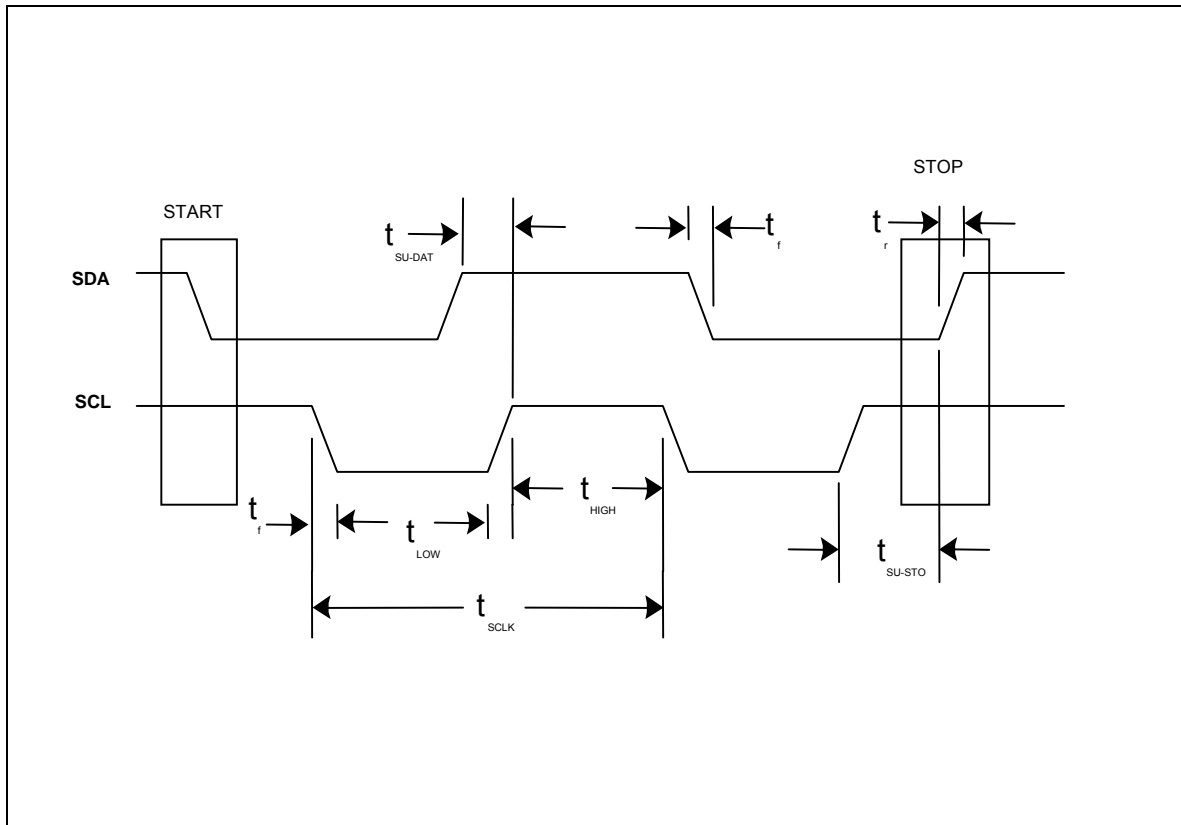 STOP
START
t SU-DAT
t f
t r
SDA
SCL
t HIGH
t f
t LOW
t SU-STO
t SCLK